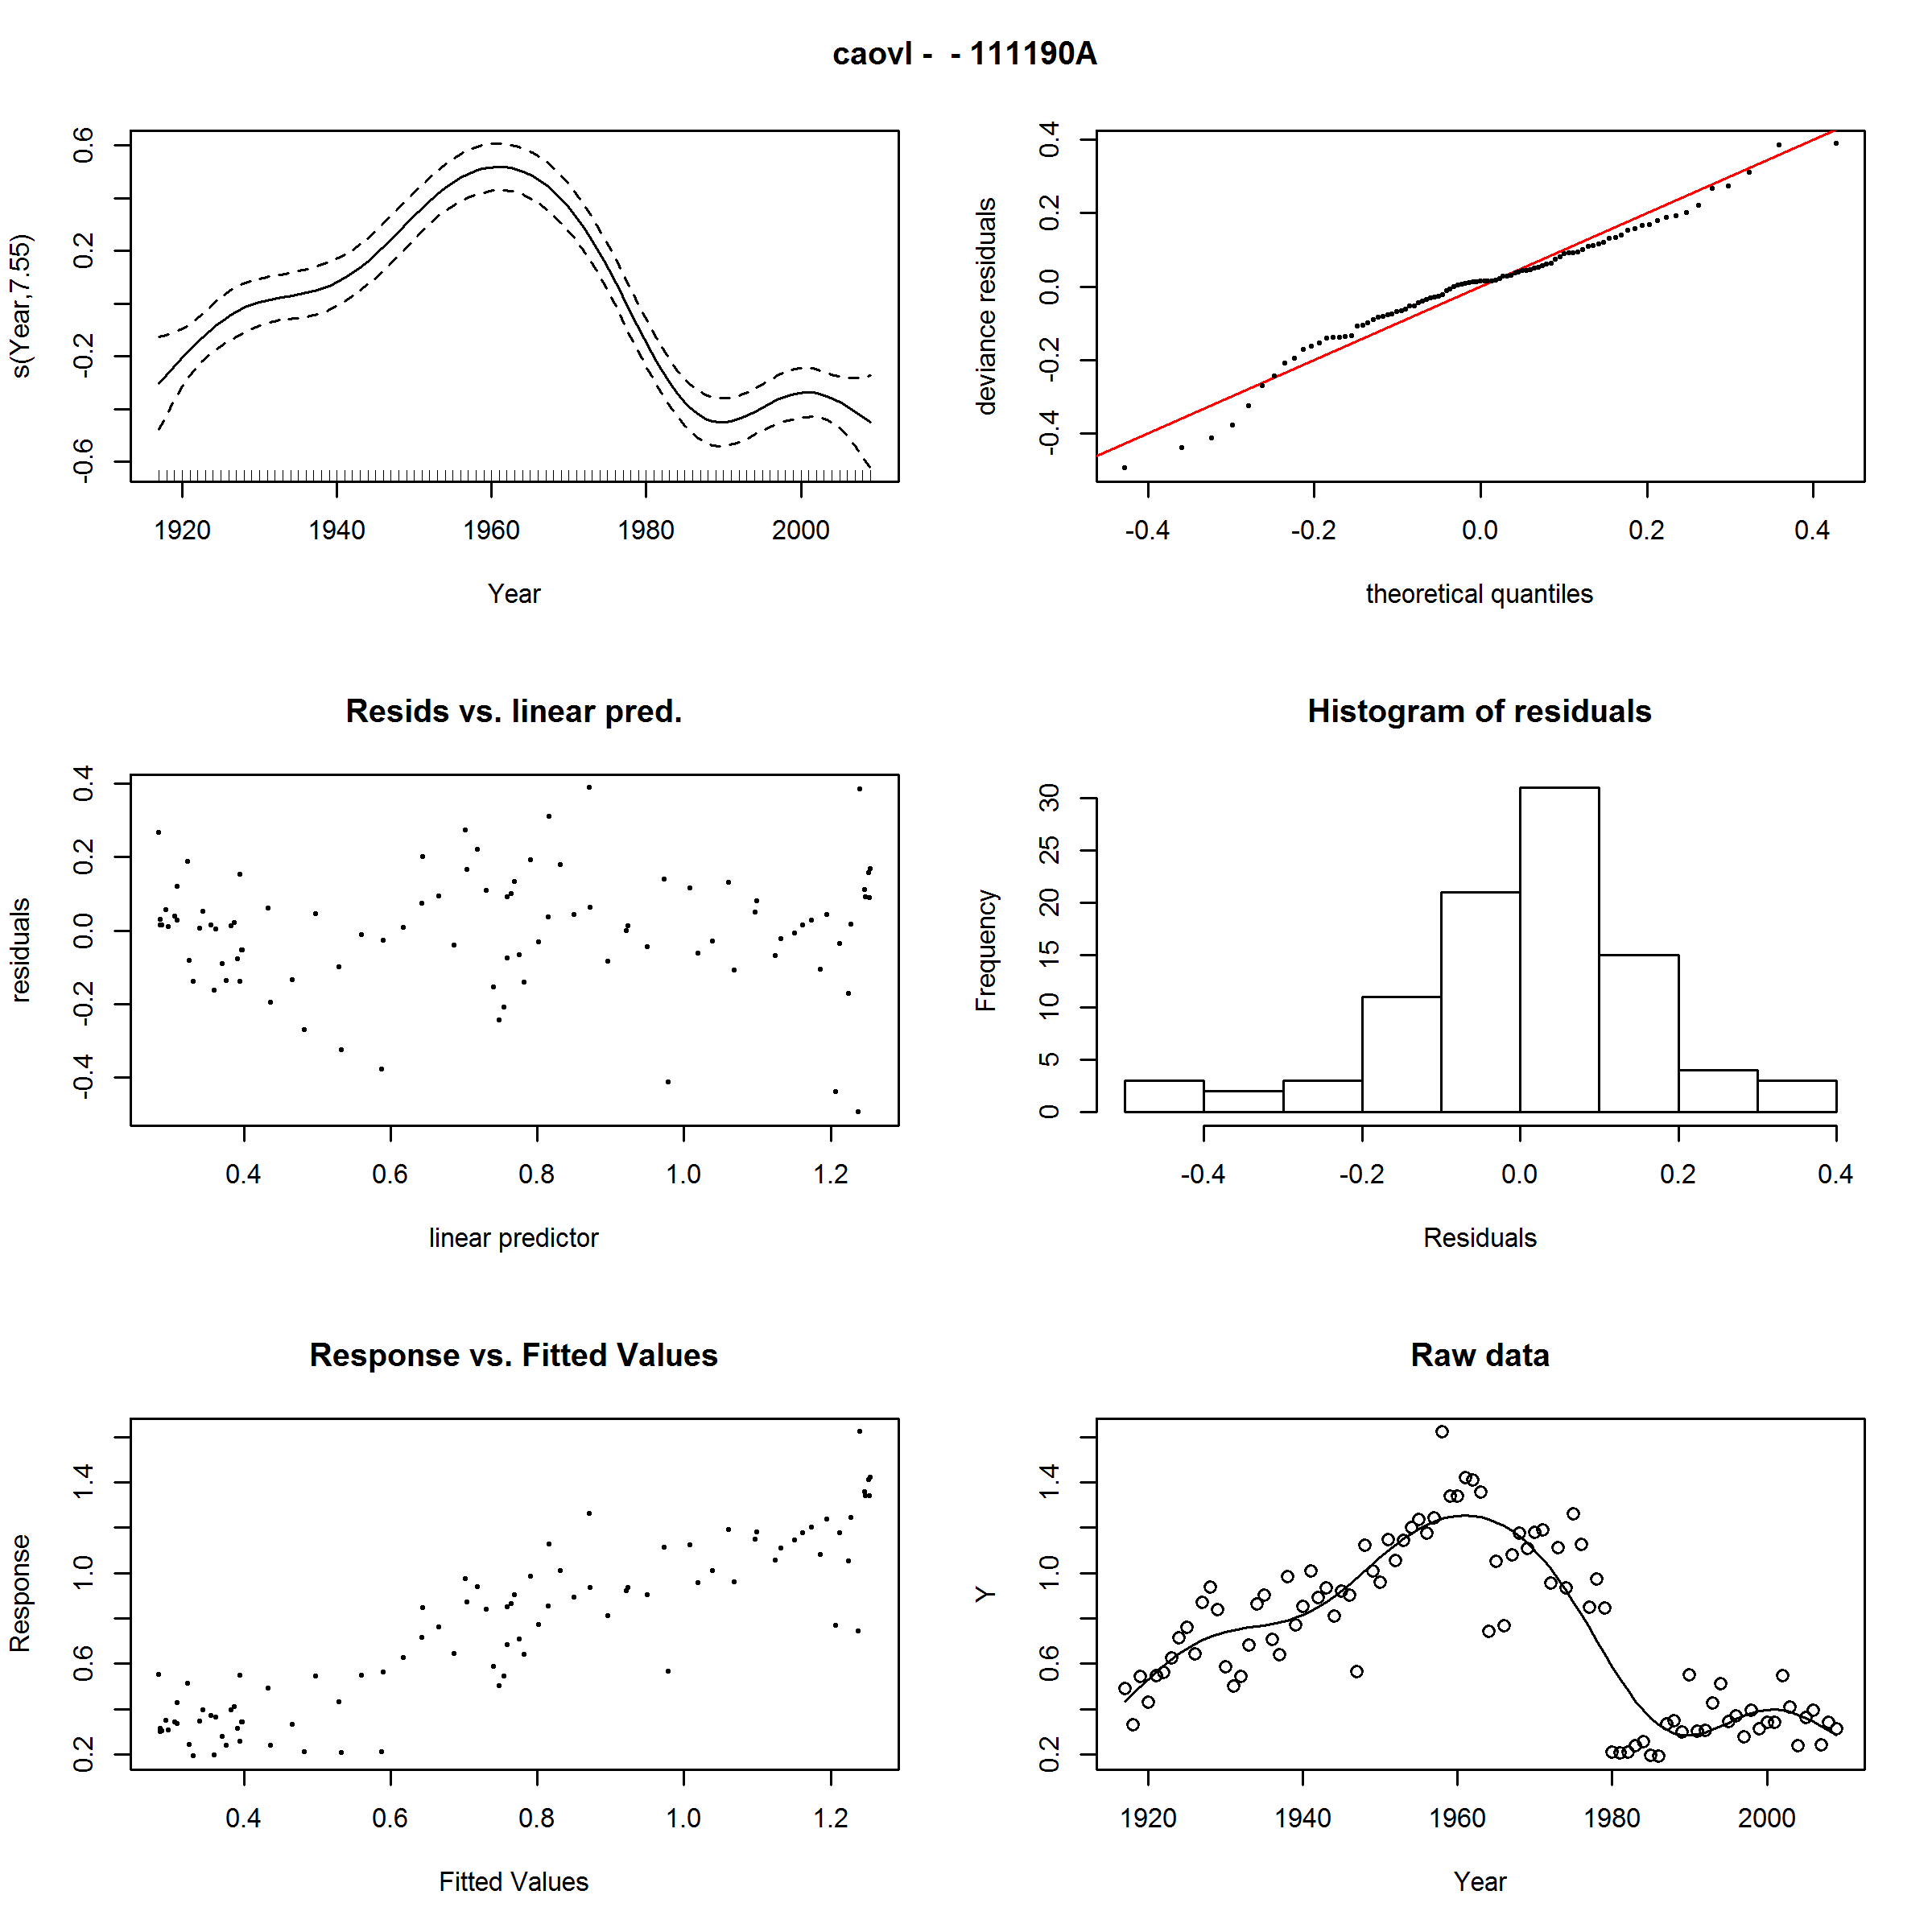 caovl -  - 111190A
0.6
0.2
-0.2
-0.6
s(Year,7.55)
1920 1940 1960 1980 2000
Year
0.4
0.2
0.0
-0.2
-0.4
deviance residuals
-0.4 -0.2 0.0 0.2 0.4
theoretical quantiles
Resids vs. linear pred.
0.4
0.2
0.0
-0.2
-0.4
residuals
0.4 0.6 0.8 1.0 1.2
linear predictor
Histogram of residuals
30
25
20
15
10
5
0
Frequency
-0.4 -0.2 0.0 0.2 0.4
Residuals
Response vs. Fitted Values
1.4
1.0
0.6
0.2
Response
0.4 0.6 0.8 1.0 1.2
Fitted Values
Raw data
1.4
1.0
0.6
0.2
Y
1920 1940 1960 1980 2000
Year